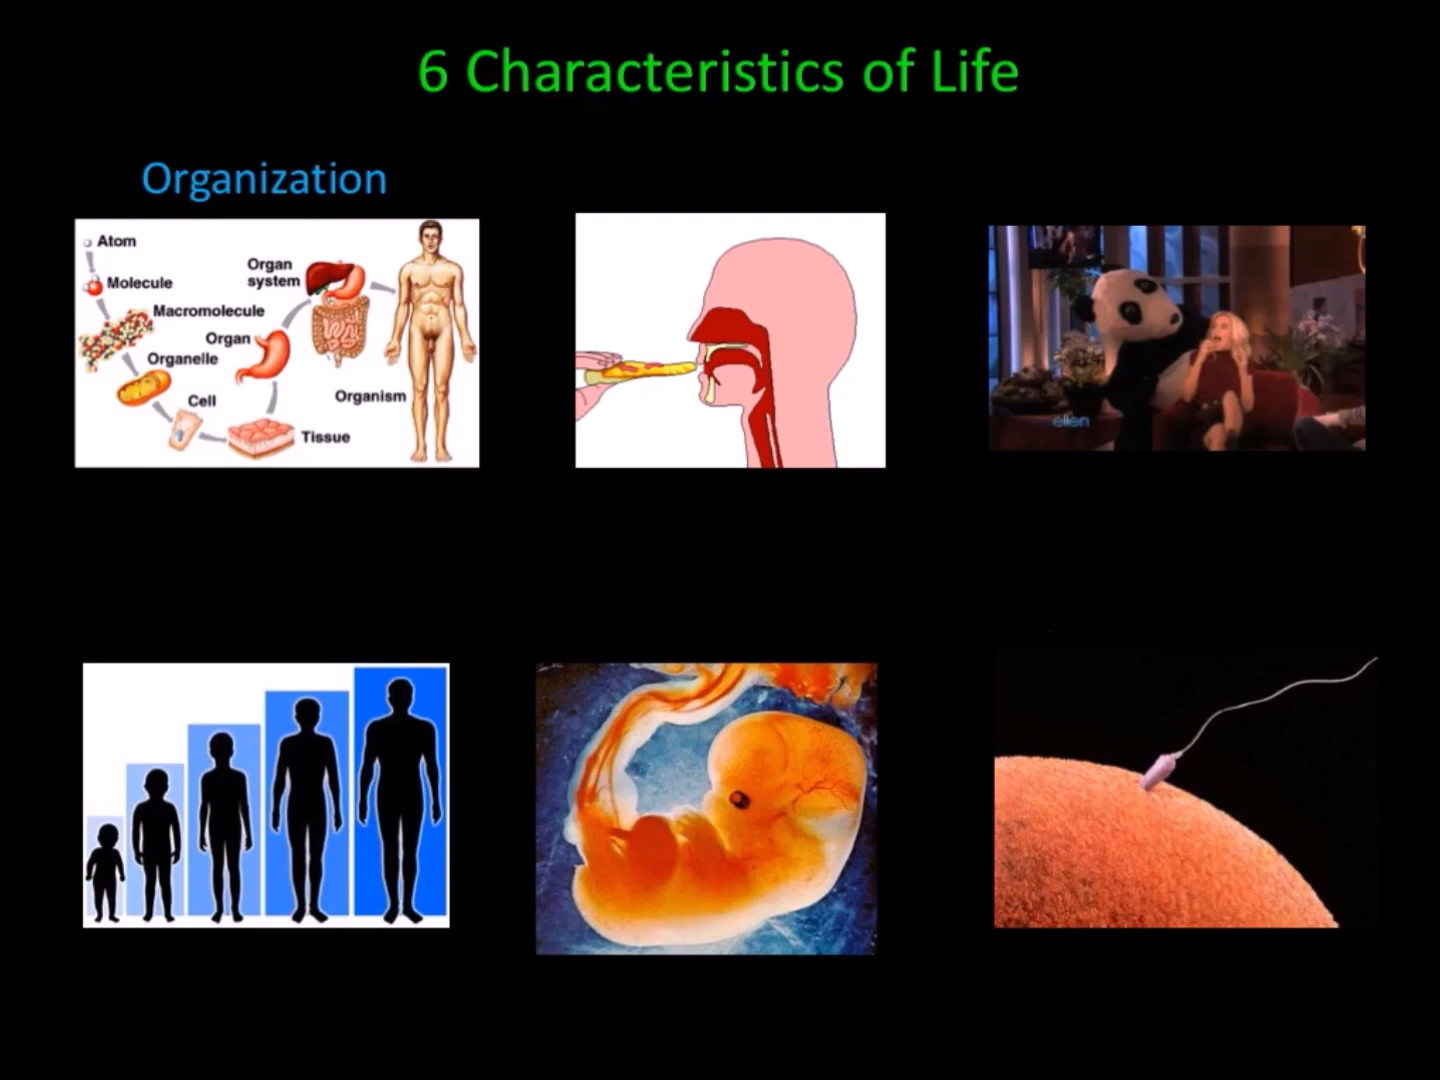 6 Characteristics of Life
Organization
Atom
Molecule
Macromolecule
Organelle
Cell
Tissue
Organ
Organ
system
Organism
ellen